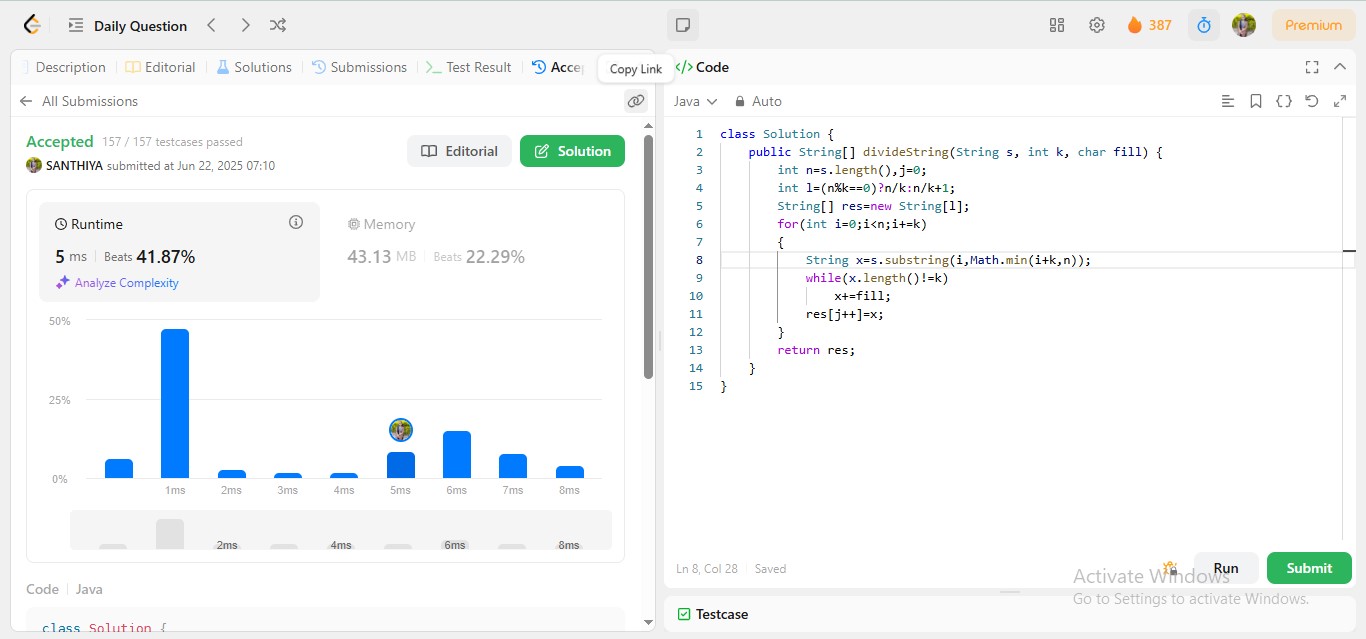 Daily Question
387
Premium
Description
Editorial
Solutions
Submissions
Test Result
Acce
Copy Link
</> Code
All Submissions
Java
Auto
Accepted 157 / 157 testcases passed
SANTHIYA submitted at Jun 22, 2025 07:10
Editorial
Solution
Runtime
5 ms Beats 41.87%
Analyze Complexity
Memory
43.13 MB Beats 22.29%
50%
25%
0%
1ms 2ms 3ms 4ms 5ms 6ms 7ms 8ms
2ms 4ms 6ms 8ms
Code Java
class Solution {
1 class Solution {
2 public String[] divideString(String s, int k, char fill) {
3 int n=s.length(),j=0;
4 int l=(n%k==0)?n/k:n/k+1;
5 String[] res=new String[l];
6 for(int i=0;i<n;i+=k)
7 {
8 String x=s.substring(i,Math.min(i+k,n));
9 while(x.length()!=k)
10 x+=fill;
11 res[j++]=x;
12 }
13 return res;
14 }
15 }
Ln 8, Col 28 Saved
Run
Submit
Activate Windows
Go to Settings to activate Windows.
Testcase